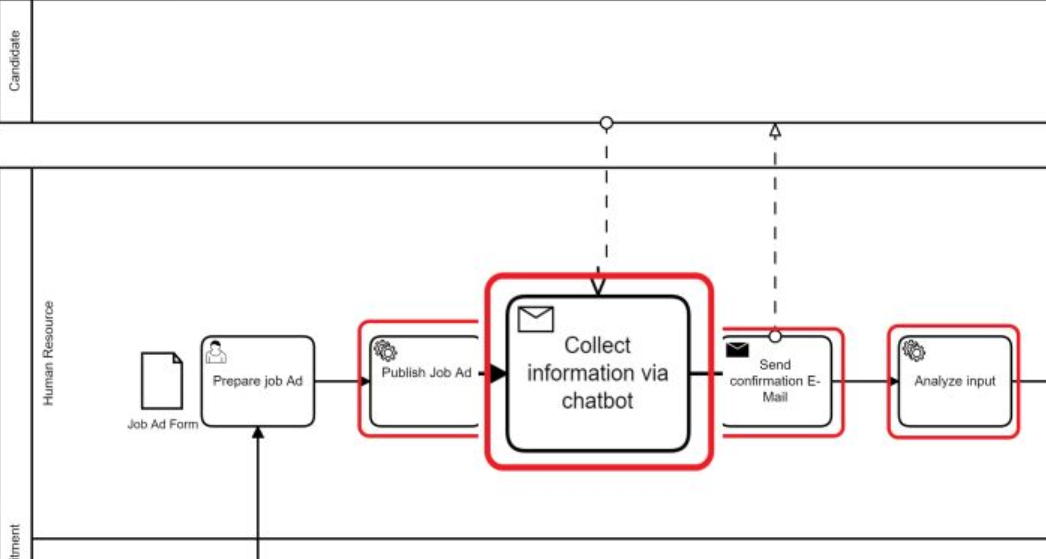 Candidate
Human Resource
Job Ad Form
Prepare job Ad
Publish Job Ad
Collect
information via
chatbot
Send
confirmation E-
Mail
Analyze input